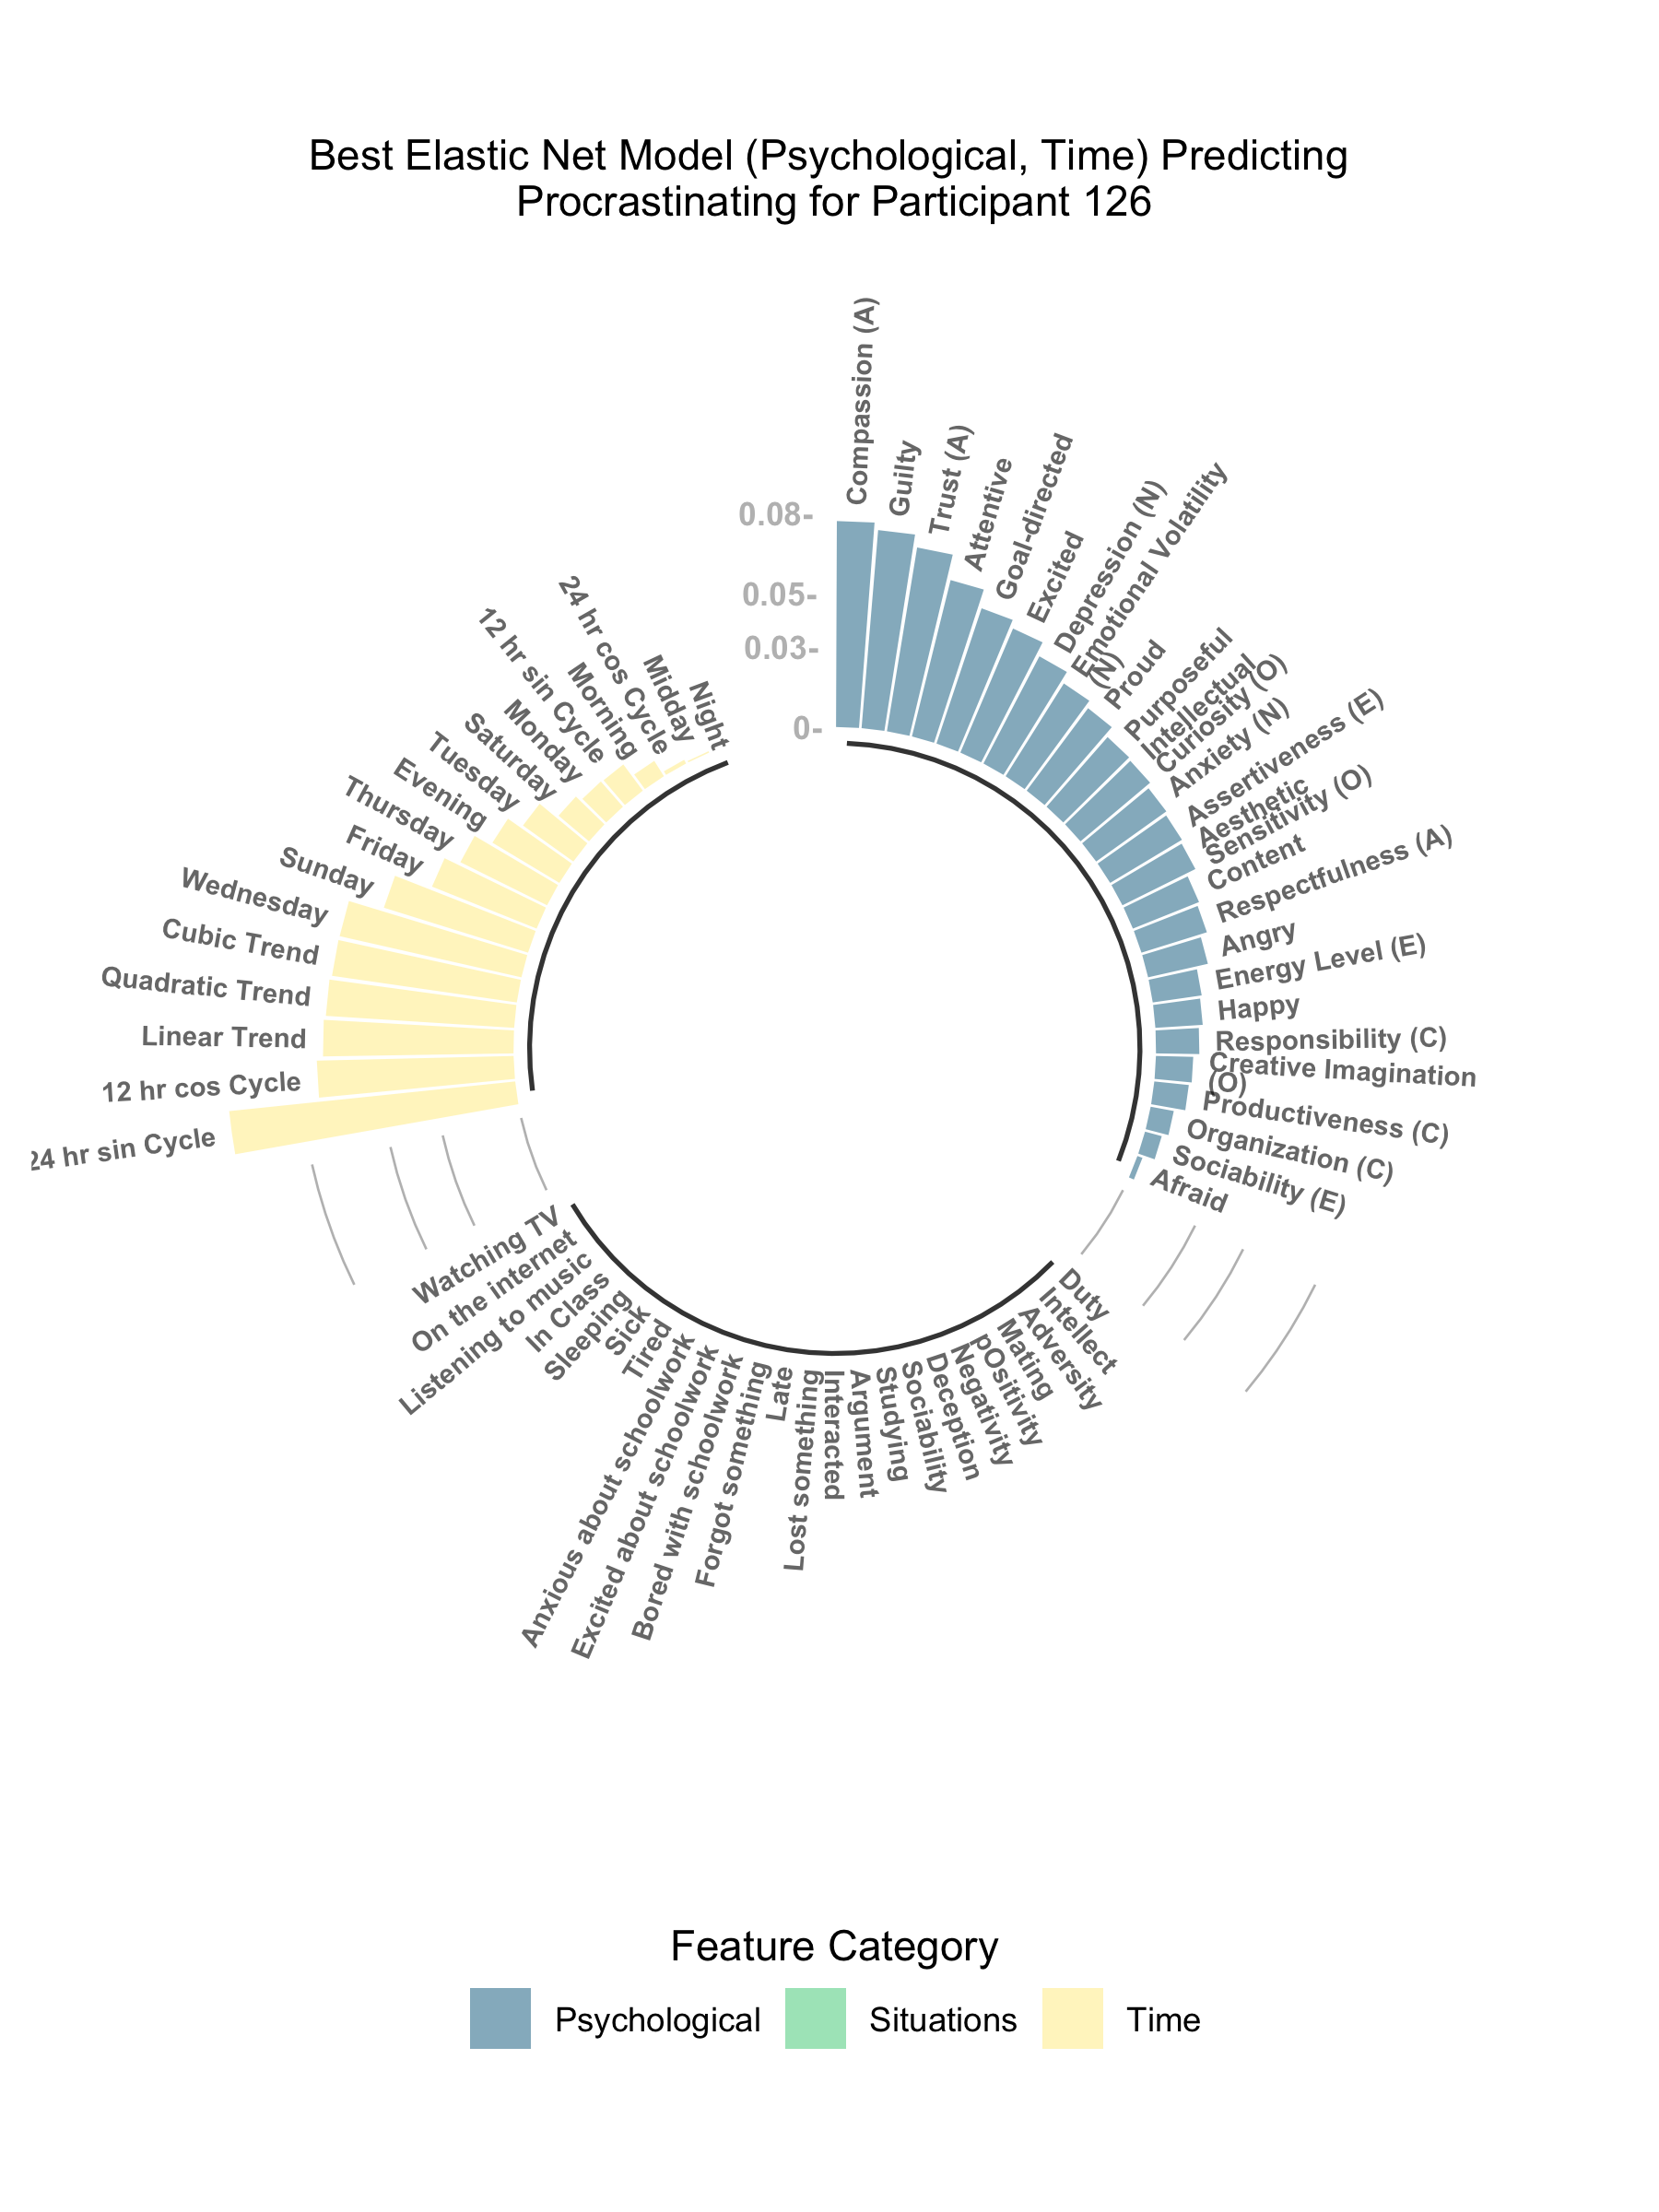 Best Elastic Net Model (Psychological, Time) Predicting
Procrastinating for Participant 126
0.08-
0.05-
0.03-
0-
Compassion (A)
Guilty
Trust (A)
Attentive
Goal-directed
Excited
Depression (N)
Emotional Volatility
(N)
Proud
Purposeful
Intellectual
Curiosity (O)
Anxiety (N)
Assertiveness (E)
Aesthetic
Sensitivity (O)
Content
Respectfulness (A)
Angry
Energy Level (E)
Happy
Responsibility (C)
Creative Imagination
(O)
Productiveness (C)
Organization (C)
Sociability (E)
Afraid
Duty
Intellect
Adversity
Mating
pOsitivity
Negativity
Deception
Sociability
Studying
Argument
Interacted
Lost something
Late
Forgot something
Bored with schoolwork
Excited about schoolwork
Anxious about schoolwork
Tired
Sick
Sleeping
In Class
Listening to music
On the internet
Watching TV
24 hr sin Cycle
12 hr cos Cycle
Linear Trend
Quadratic Trend
Cubic Trend
Wednesday
Sunday
Friday
Thursday
Evening
Tuesday
Saturday
Monday
Morning
12 hr sin Cycle
24 hr cos Cycle
Midday
Night
Feature Category
Psychological
Situations
Time